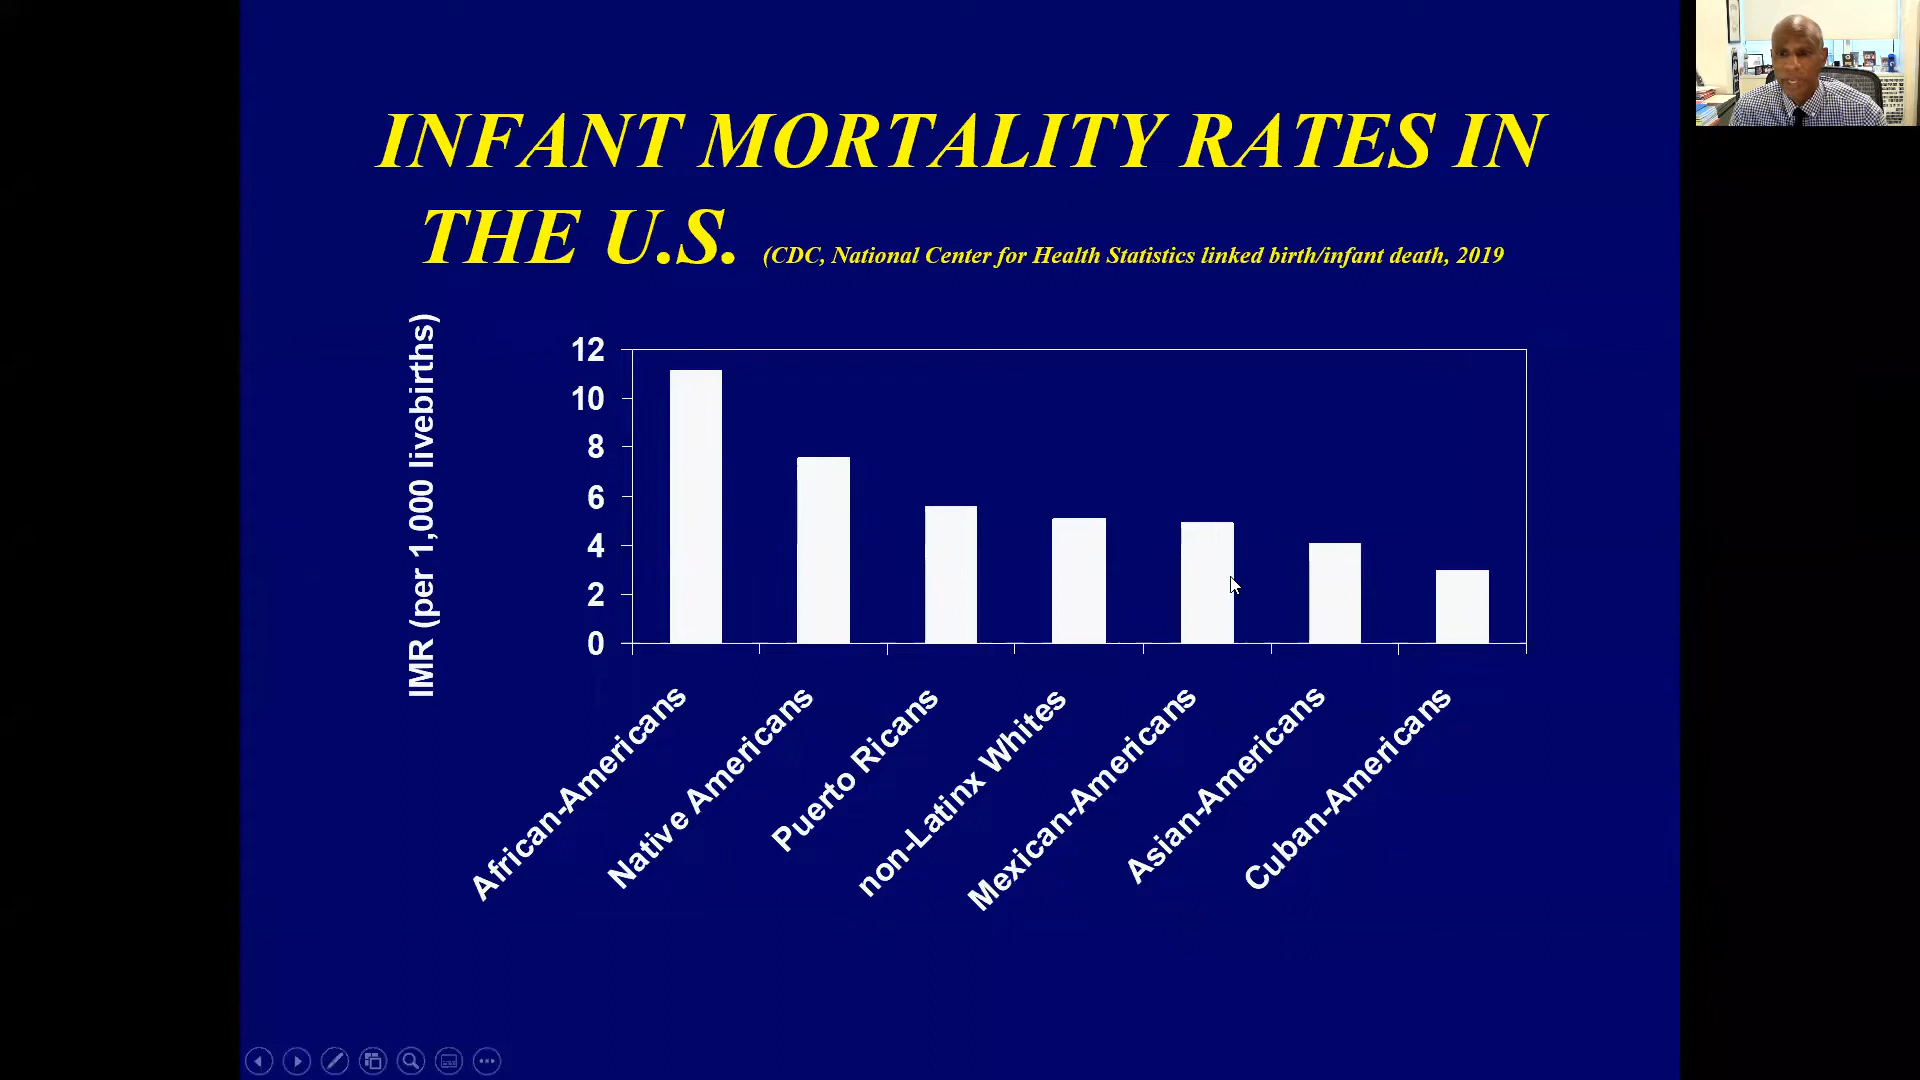 INFANT MORTALITY RATES IN
THE U.S. (CDC, National Center for Health Statistics linked birth/infant death, 2019
IMR (per 1,000 livebirths)
12
10
8
6
4
2
0
African-Americans
Native Americans
Puerto Ricans
non-Latinx Whites
Mexican-Americans
Asian-Americans
Cuban-Americans